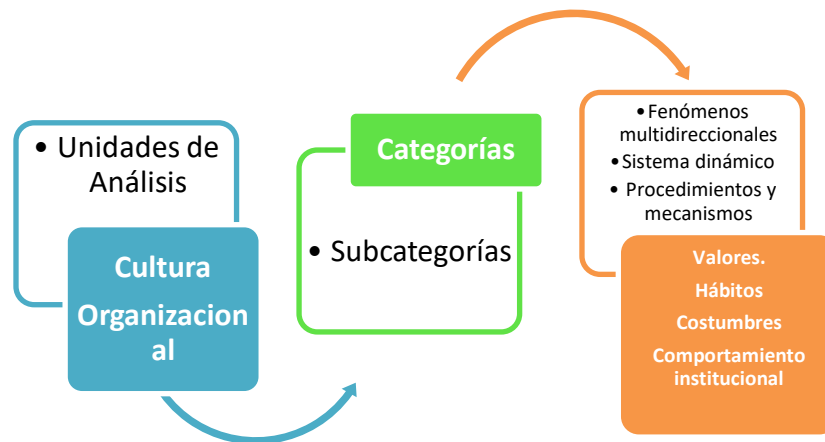 • Unidades de
Análisis
Cultura
Organizacion
al
Categorías
• Subcategorías
•Fenómenos
multidireccionales
•Sistema dinámico
• Procedimientos y
mecanismos
Valores.
Hábitos
Costumbres
Comportamiento
institucional